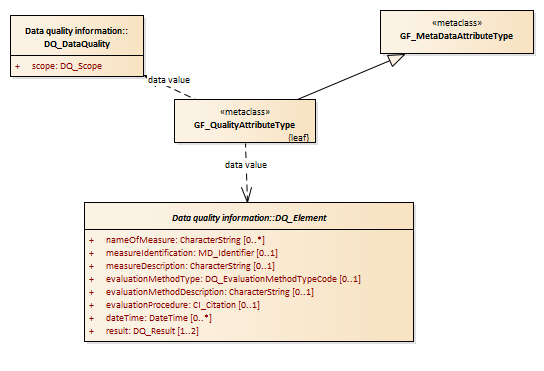 Data quality information::
DQ_DataQuality
+ scope: DQ_Scope
«metaclass»
GF_MetaDataAttributeType
data value
«metaclass»
GF_QualityAttributeType
{leaf}
data value
Data quality information::DQ_Element
+ nameOfMeasure: CharacterString [0..*]
+ measureIdentification: MD_Identifier [0..1]
+ measureDescription: CharacterString [0..1]
+ evaluationMethodType: DQ_EvaluationMethodTypeCode [0..1]
+ evaluationMethodDescription: CharacterString [0..1]
+ evaluationProcedure: CI_Citation [0..1]
+ dateTime: DateTime [0..*]
+ result: DQ_Result [1..2]